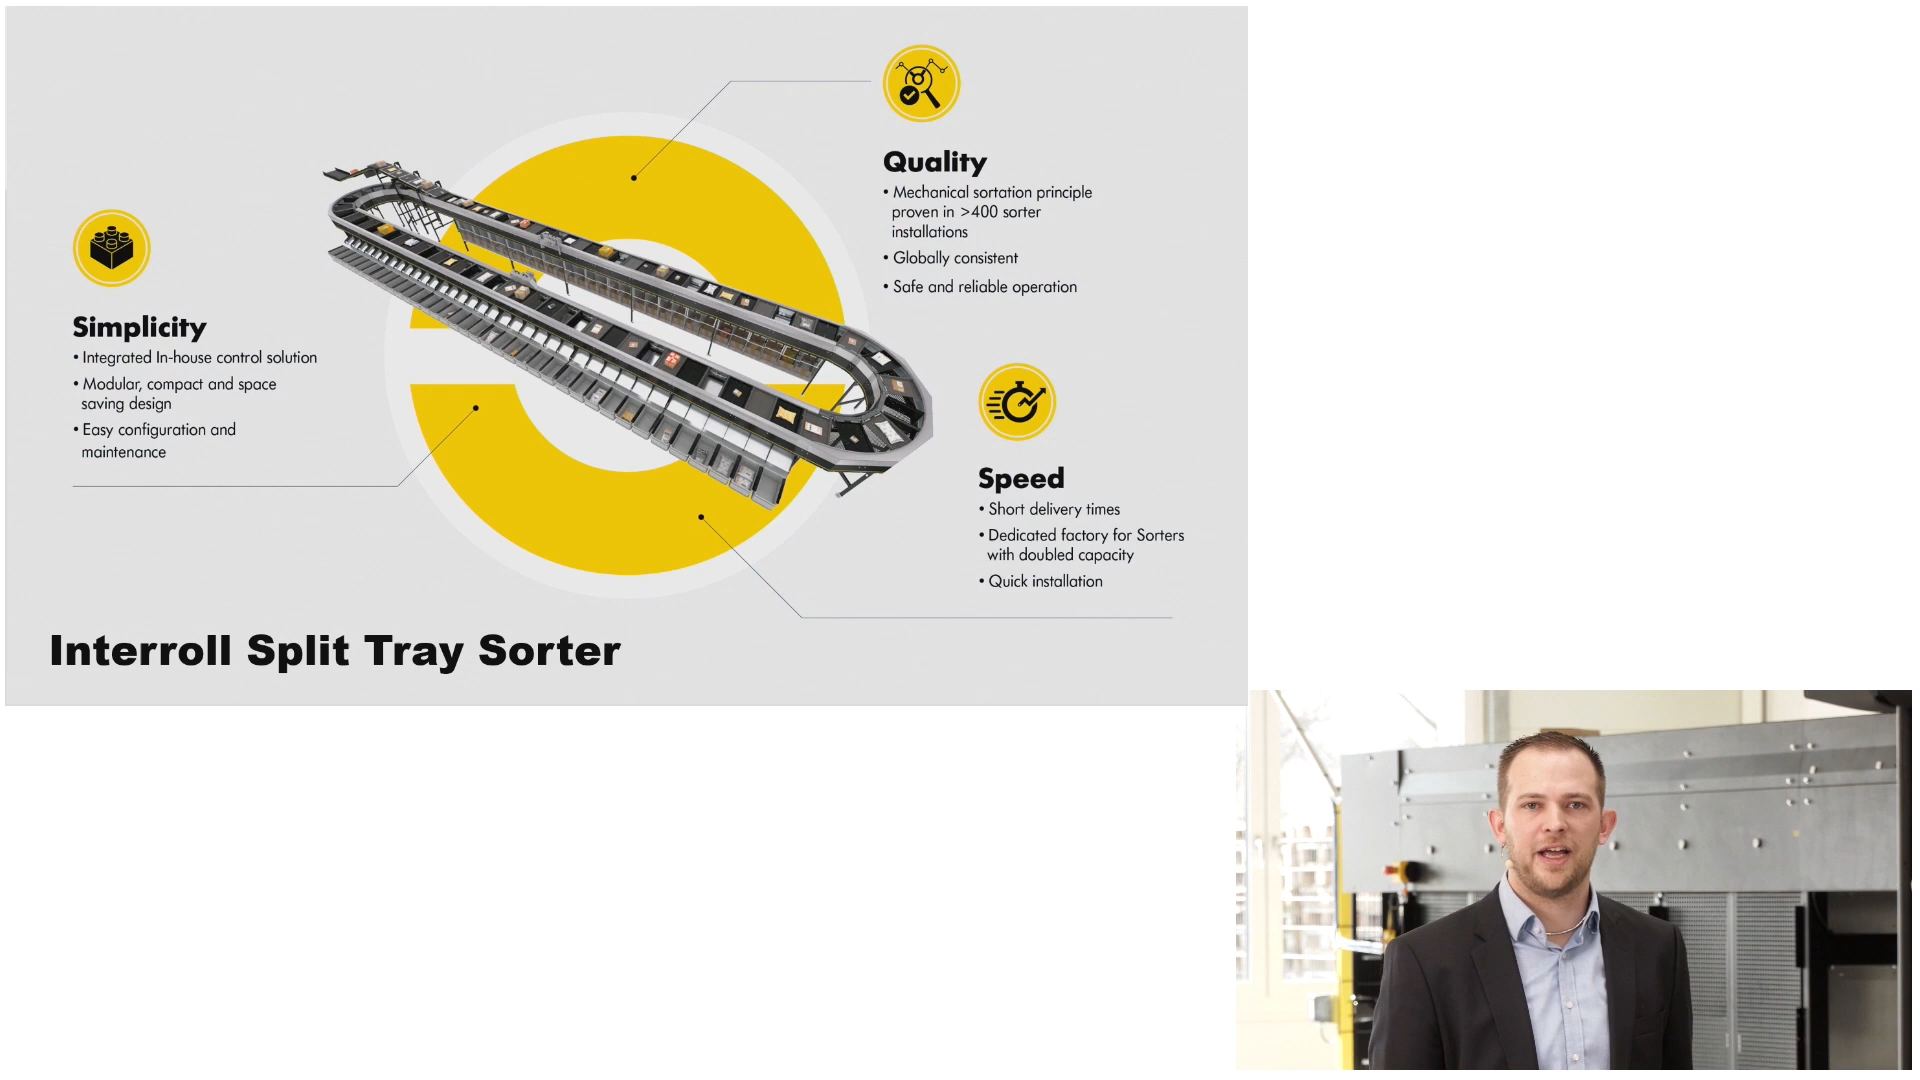 Quality
• Mechanical sortation principle
proven in >400 sorter
installations
• Globally consistent
• Safe and reliable operation
Simplicity
• Integrated In-house control solution
• Modular, compact and space
saving design
• Easy configuration and
maintenance
Speed
• Short delivery times
• Dedicated factory for Sorters
with doubled capacity
• Quick installation
Interroll Split Tray Sorter